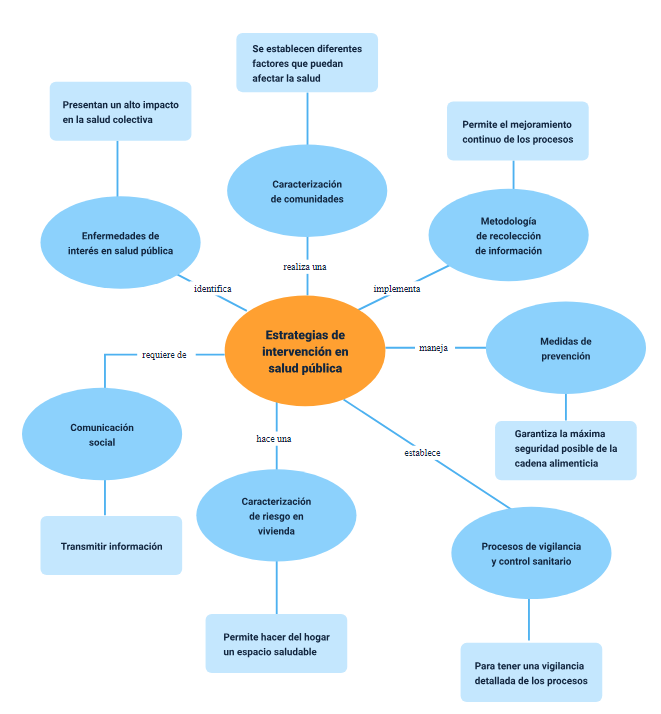 Se establecen diferentes
factores que puedan
afectar la salud
Presentan un alto impacto
en la salud colectiva
Permite el mejoramiento
continuo de los procesos
Caracterización
de comunidades
Enfermedades de
interés en salud pública
Metodología
de recolección
de información
realiza una
identifica
implementa
Estrategias de
intervención en
salud pública
Medidas de
prevención
maneja
requiere de
Comunicación
social
Garantiza la máxima
seguridad posible de la
cadena alimenticia
hace una
establece
Caracterización
de riesgo en
vivienda
Transmitir información
Procesos de vigilancia
y control sanitario
Permite hacer del hogar
un espacio saludable
Para tener una vigilancia
detallada de los procesos